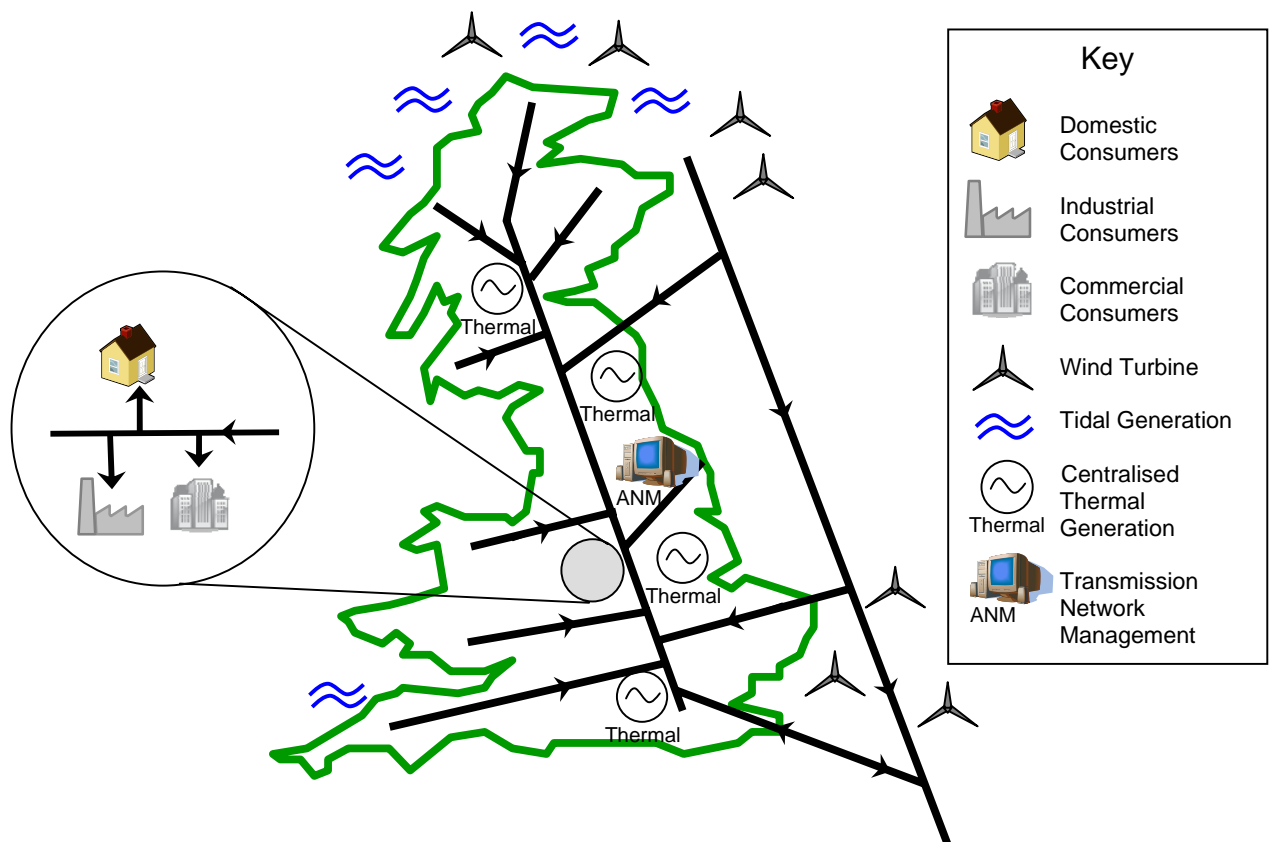 Thermal
Thermal
ANM
Thermal
Thermal
Key
Domestic
Consumers
Industrial
Consumers
Commercial
Consumers
Wind Turbine
Tidal Generation
Centralised
Thermal
Thermal
Generation
Transmission
ANM
Network
Management